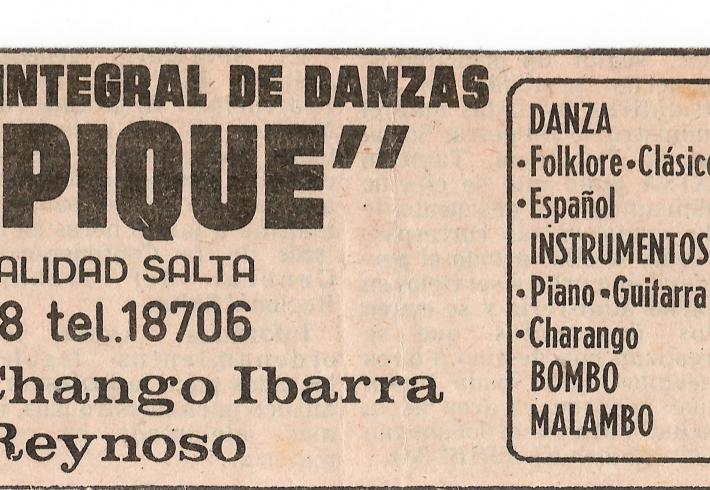 INTEGRAL DE DANZAS
PIQUE"
ALIDAD SALTA
8 tel.18706
Chango Ibarra
Reynoso
DANZA
•Folklore•Clásico
•Español
INSTRUMENTOS
•Piano•Guitarra
•Charango
BOMBO
MALAMBO